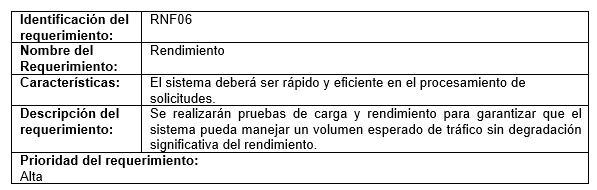 Identificación del RNF06
requerimiento:
Nombre del Rendimiento
Requerimiento:
Características: El sistema deberá ser rápido y eficiente en el procesamiento de
solicitudes.
Descripción del Se realizarán pruebas de carga y rendimiento para garantizar que el
requerimiento: sistema pueda manejar un volumen esperado de tráfico sin degradación
significativa del rendimiento.
Prioridad del requerimiento:
Alta